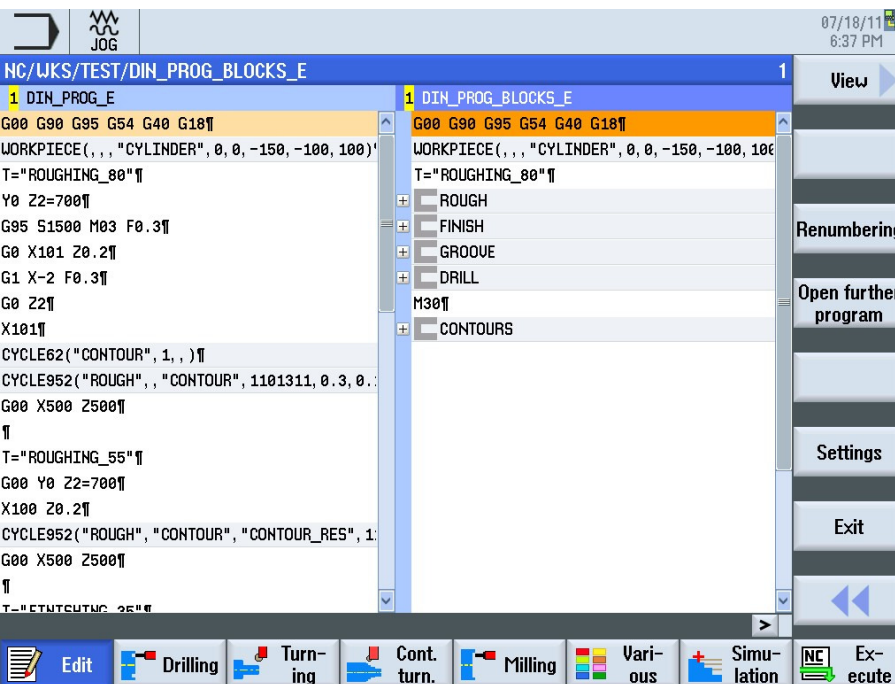 JOG
07/18/11
6:37 PM
NC/WKS/TEST/DIN_PROG_BLOCKS_E 1
1 DIN_PROG_E
G00 G90 G95 G54 G40 G18¶
WORKPIECE(,,,"CYLINDER",0,0,-150,-100,100)
T="ROUGHING_80"¶
Y0 Z2=700¶
G95 S1500 M03 F0.3¶
G0 X101 Z0.2¶
G1 X-2 F0.3¶
G0 Z2¶
X101¶
CYCLE62("CONTOUR",1,,)¶
CYCLE952("ROUGH",,"CONTOUR",1101311,0.3,0.
G00 X500 Z500¶
¶
T="ROUGHING_55"¶
G00 Y0 Z2=700¶
X100 Z0.2¶
CYCLE952("ROUGH","CONTOUR","CONTOUR_RES",1
G00 X500 Z500¶
¶
T="FINISHING_35"¶
1 DIN_PROG_BLOCKS_E
G00 G90 G95 G54 G40 G18¶
WORKPIECE(,,,"CYLINDER",0,0,-150,-100,100
T="ROUGHING_80"¶
ROUGH
FINISH
GROOVE
DRILL
M30¶
CONTOURS
View
Renumbering
Open further
program
Settings
Exit
Edit
Drilling
Turn-
ing
Cont.
turn.
Milling
Vari-
ous
Simu-
lation
NC
Ex-
ecute